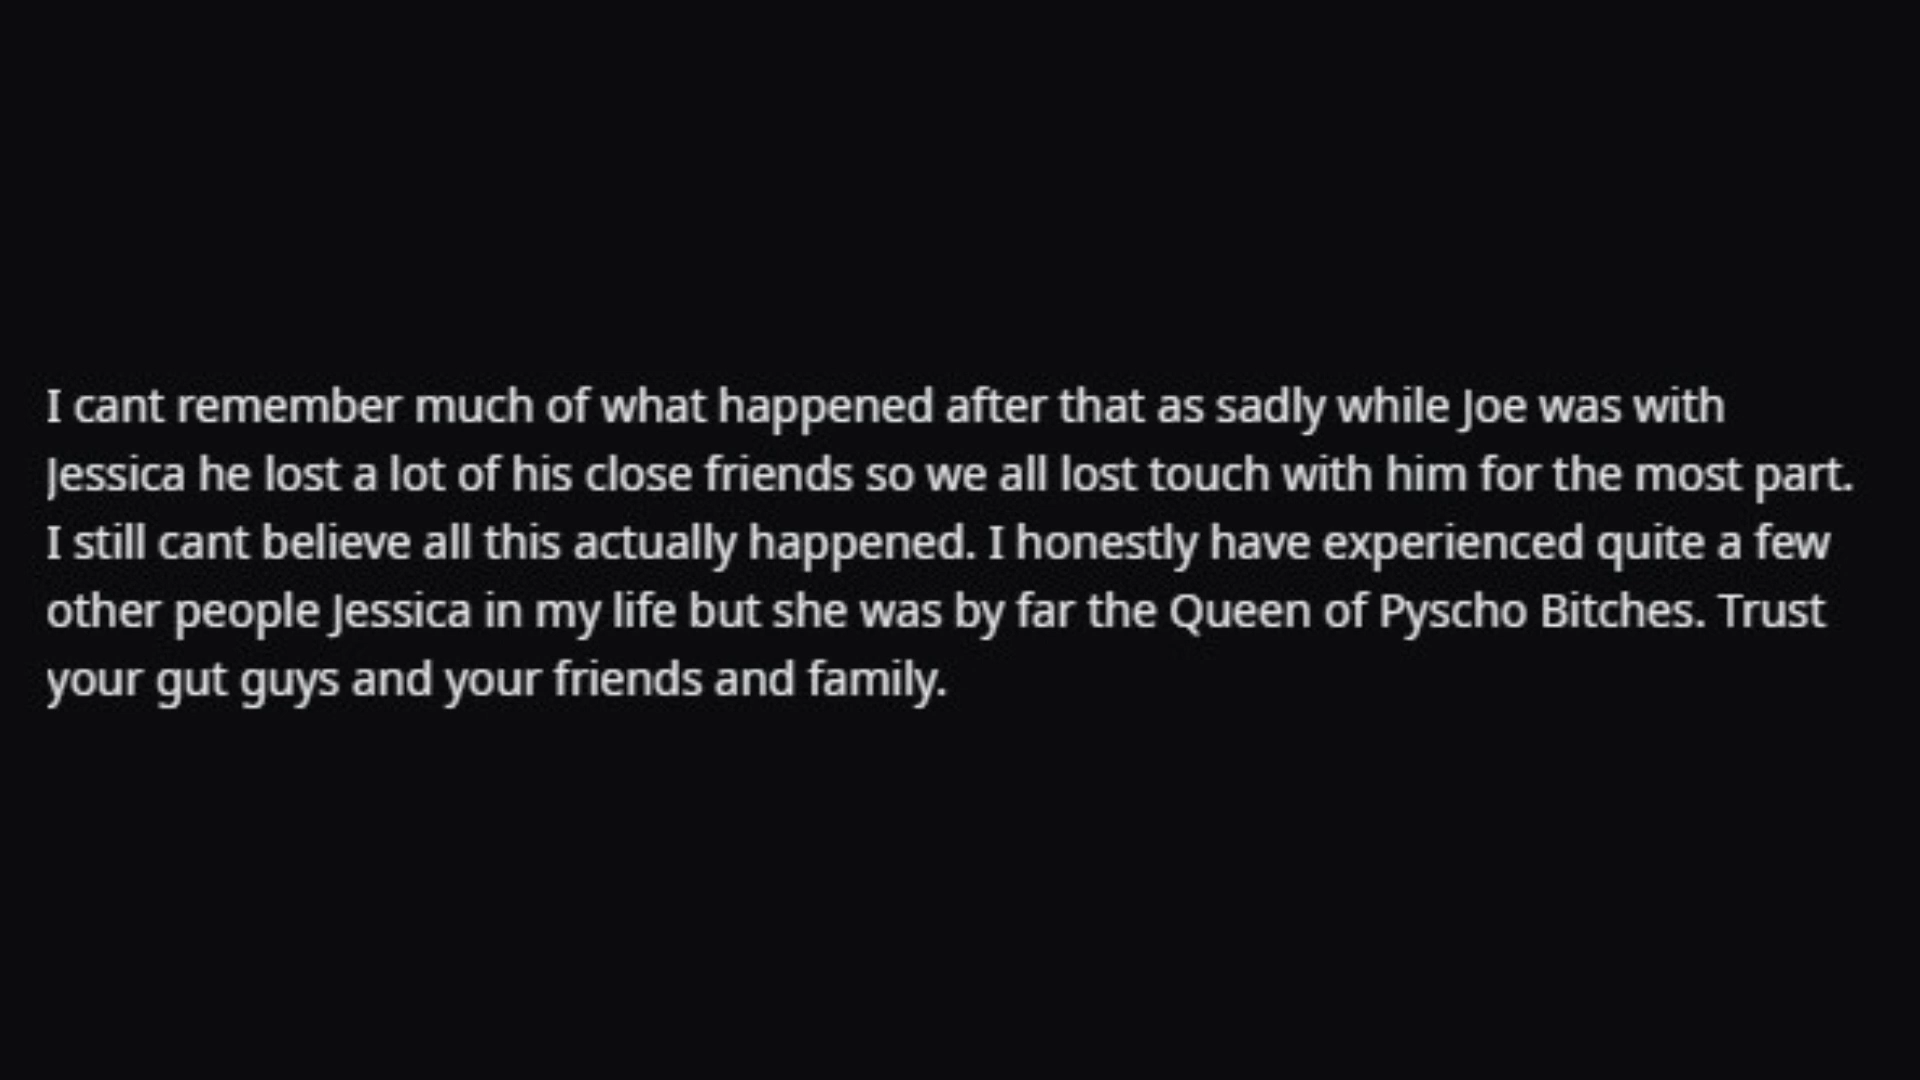 I cant remember much of what happened after that as sadly while Joe was with
Jessica he lost a lot of his close friends so we all lost touch with him for the most part.
I still cant believe all this actually happened. I honestly have experienced quite a few
other people Jessica in my life but she was by far the Queen of Pyscho Bitches. Trust
your gut guys and your friends and family.